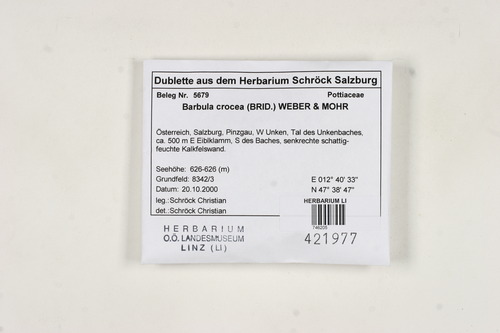 Dublette aus dem Herbarium Schröck Salzburg
Beleg Nr. 5679 Pottiaceae
Barbula crocea (BRID.) WEBER & MOHR
Österreich, Salzburg, Pinzgau, W Unken, Tal des Unkenbaches,
ca. 500 m E Eiblklamm, S des Baches, senkrechte schattig-
feuchte Kalkfelswand.
Seehöhe: 626-626 (m)
Grundfeld: 8342/3 E 012° 40' 33"
Datum: 20.10.2000 N 47° 38' 47"
leg.:Schröck Christian HERBARIUM LI
det.:Schröck Christian
746205
HERBARIUM
O.Ö. LANDESMUSEUM
LINZ (LI)
421977